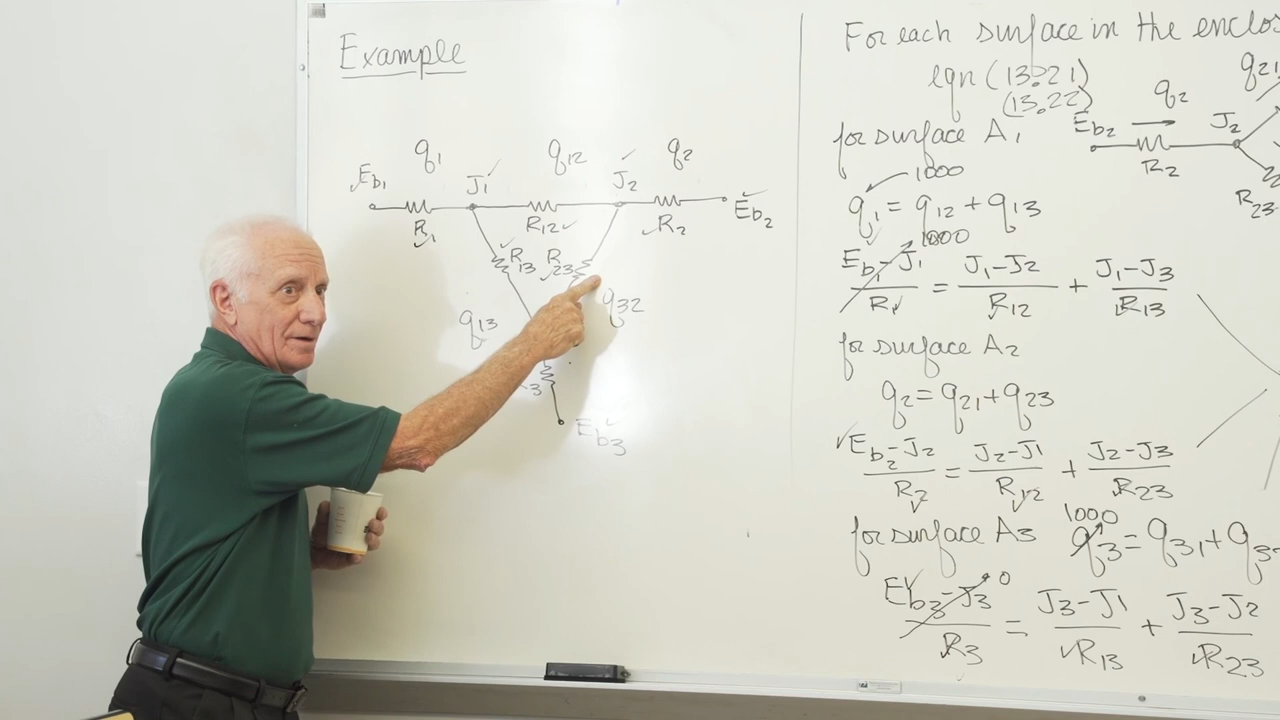 Example
q1 q12 q2
Eb1 J1 J2
R1 R12 R2 Eb2
R13 R23
q13 q32
3
Eb3
For each surface in the enclos
eqn (13.21)
(13.22)
q21
q2
for surface A1
Eb2 J2
R2
R23
1000
q1 = q12 + q13
1000
Eb1-J1/R1 = J1-J2/R12 + J1-J3/R13
for surface A2
q2 = q21 + q23
Eb2-J2/R2 = J2-J1/R12 + J2-J3/R23
1000
for surface A3 q3 = q31 + q3
0
Eb3-J3/R3 = J3-J1/R13 + J3-J2/R23